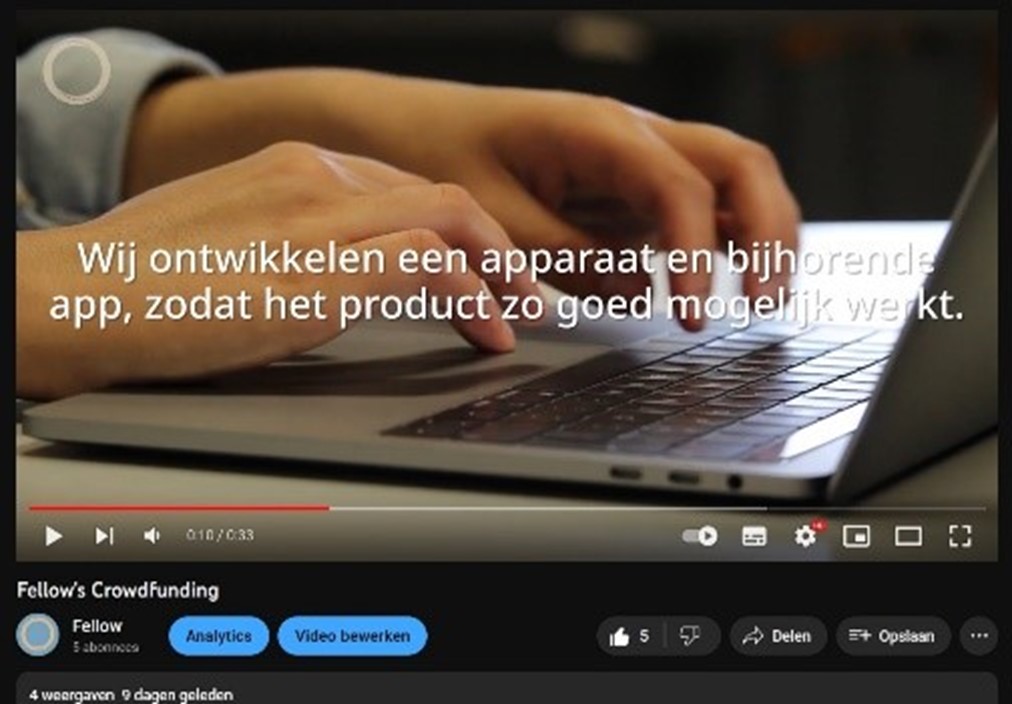 Wij ontwikkelen een apparaat en bijhorende
app, zodat het product zo goed mogelijk werkt.
0:10 / 0:33
Fellow's Crowdfunding
Fellow
5 abonnees
Analytics
Video bewerken
5
Delen
Opslaan
4 weergaven 9 dagen geleden